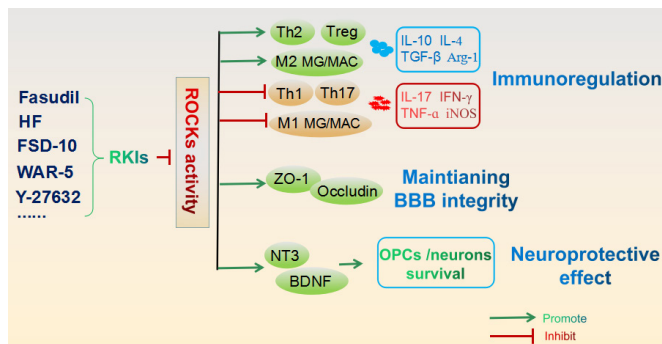 Fasudil
HF
FSD-10
WAR-5
Y-27632
......
RKIs
ROCKs activity
Th2
Treg
M2 MG/MAC
IL-10 IL-4
TGF-β Arg-1
Th1
Th17
M1 MG/MAC
IL-17 IFN-γ
TNF-α iNOS
Immunoregulation
ZO-1
Occludin
Maintianing
BBB integrity
NT3
BDNF
OPCs /neurons
survival
Neuroprotective
effect
Promote
Inhibit